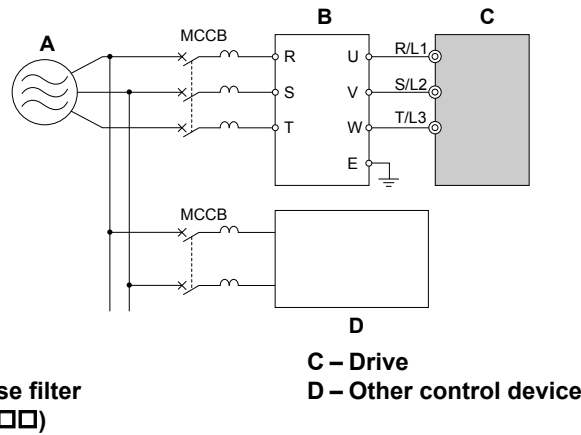 B
C
A
MCCB
R/L1
R
U
S/L2
S
V
T/L3
T
W
E
MCCB
D
C – Drive
se filter
D – Other control device
□□)